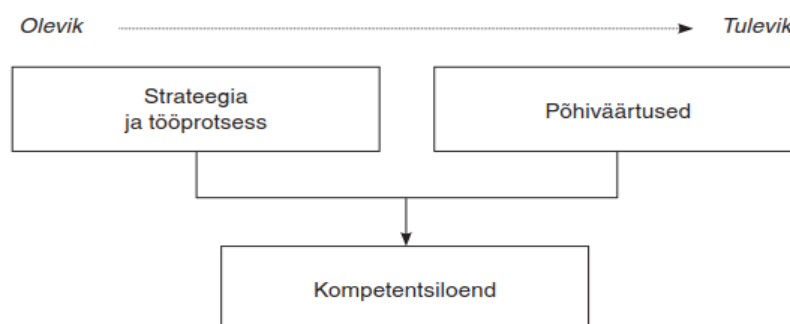 Olevik Tulevik
Strateegia
ja tööprotsess
Põhiväärtused
Kompetentsiloend